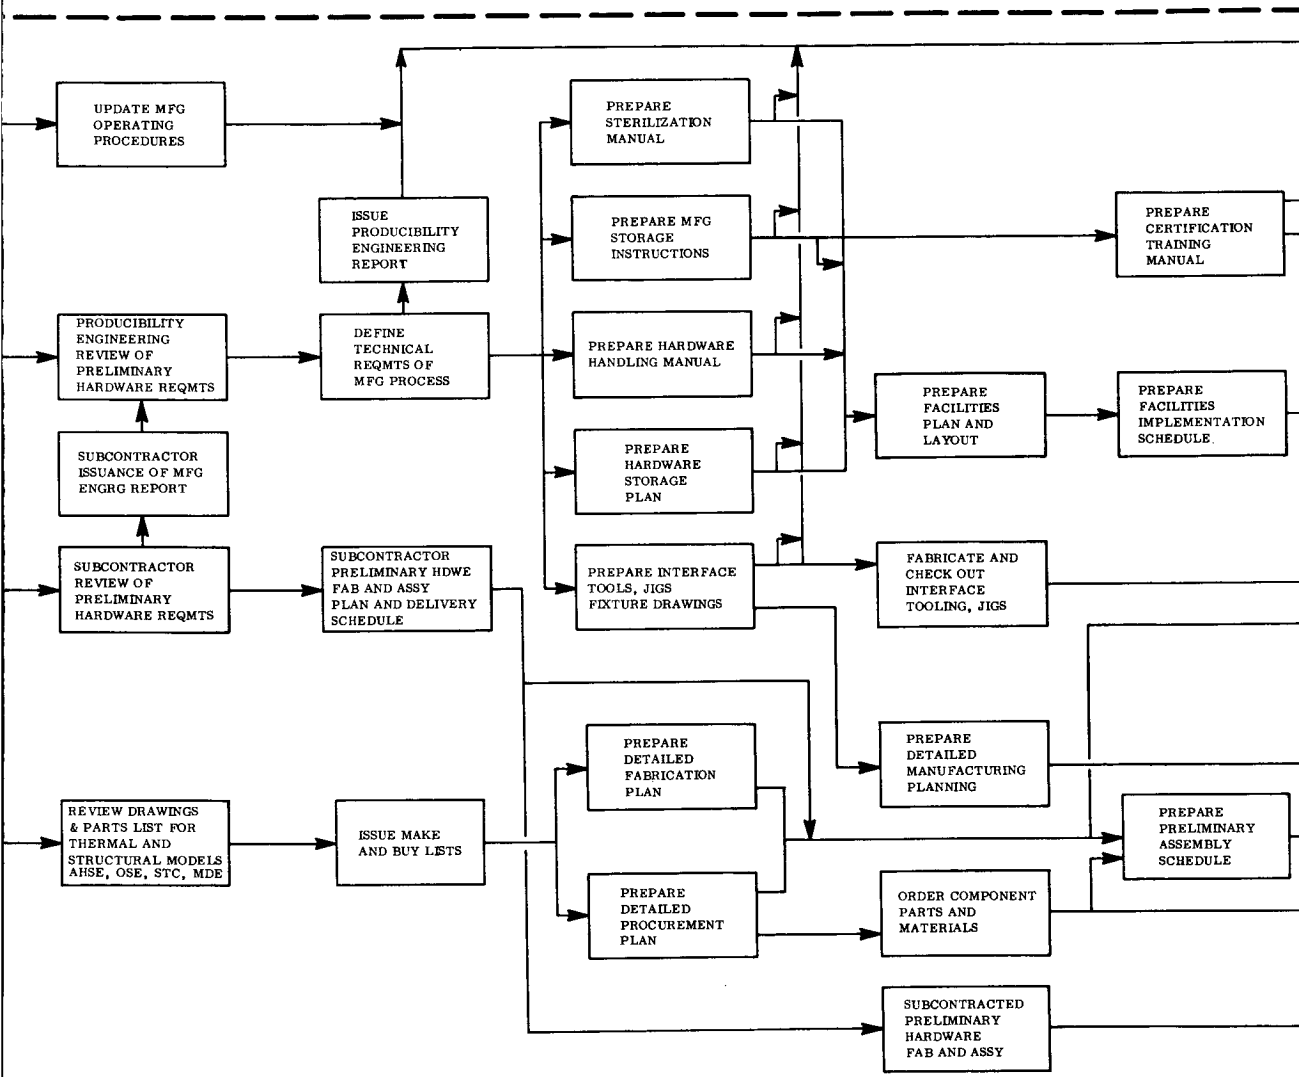 UPDATE MFG
OPERATING
PROCEDURES
PREPARE
STERILIZATION
MANUAL
ISSUE
PRODUCIBILITY
ENGINEERING
REPORT
PREPARE MFG
STORAGE
INSTRUCTIONS
PREPARE
CERTIFICATION
TRAINING
MANUAL
PRODUCIBILITY
ENGINEERING
REVIEW OF
PRELIMINARY
HARDWARE REQMTS
DEFINE
TECHNICAL
REQMTS OF
MFG PROCESS
PREPARE HARDWARE
HANDLING MANUAL
PREPARE
FACILITIES
PLAN AND
LAYOUT
PREPARE
FACILITIES
IMPLEMENTATION
SCHEDULE.
SUBCONTRACTOR
ISSUANCE OF MFG
ENGRG REPORT
PREPARE
HARDWARE
STORAGE
PLAN
SUBCONTRACTOR
REVIEW OF
PRELIMINARY
HARDWARE REQMTS
SUBCONTRACTOR
PRELIMINARY HDWE
FAB AND ASSY
PLAN AND DELIVERY
SCHEDULE
PREPARE INTERFACE
TOOLS, JIGS
FIXTURE DRAWINGS
FABRICATE AND
CHECK OUT
INTERFACE
TOOLING, JIGS
PREPARE
DETAILED
FABRICATION
PLAN
PREPARE
DETAILED
MANUFACTURING
PLANNING
REVIEW DRAWINGS
& PARTS LIST FOR
THERMAL AND
STRUCTURAL MODELS
AHSE, OSE, STC, MDE
ISSUE MAKE
AND BUY LISTS
PREPARE
PRELIMINARY
ASSEMBLY
SCHEDULE
PREPARE
DETAILED
PROCUREMENT
PLAN
ORDER COMPONENT
PARTS AND
MATERIALS
SUBCONTRACTED
PRELIMINARY
HARDWARE
FAB AND ASSY